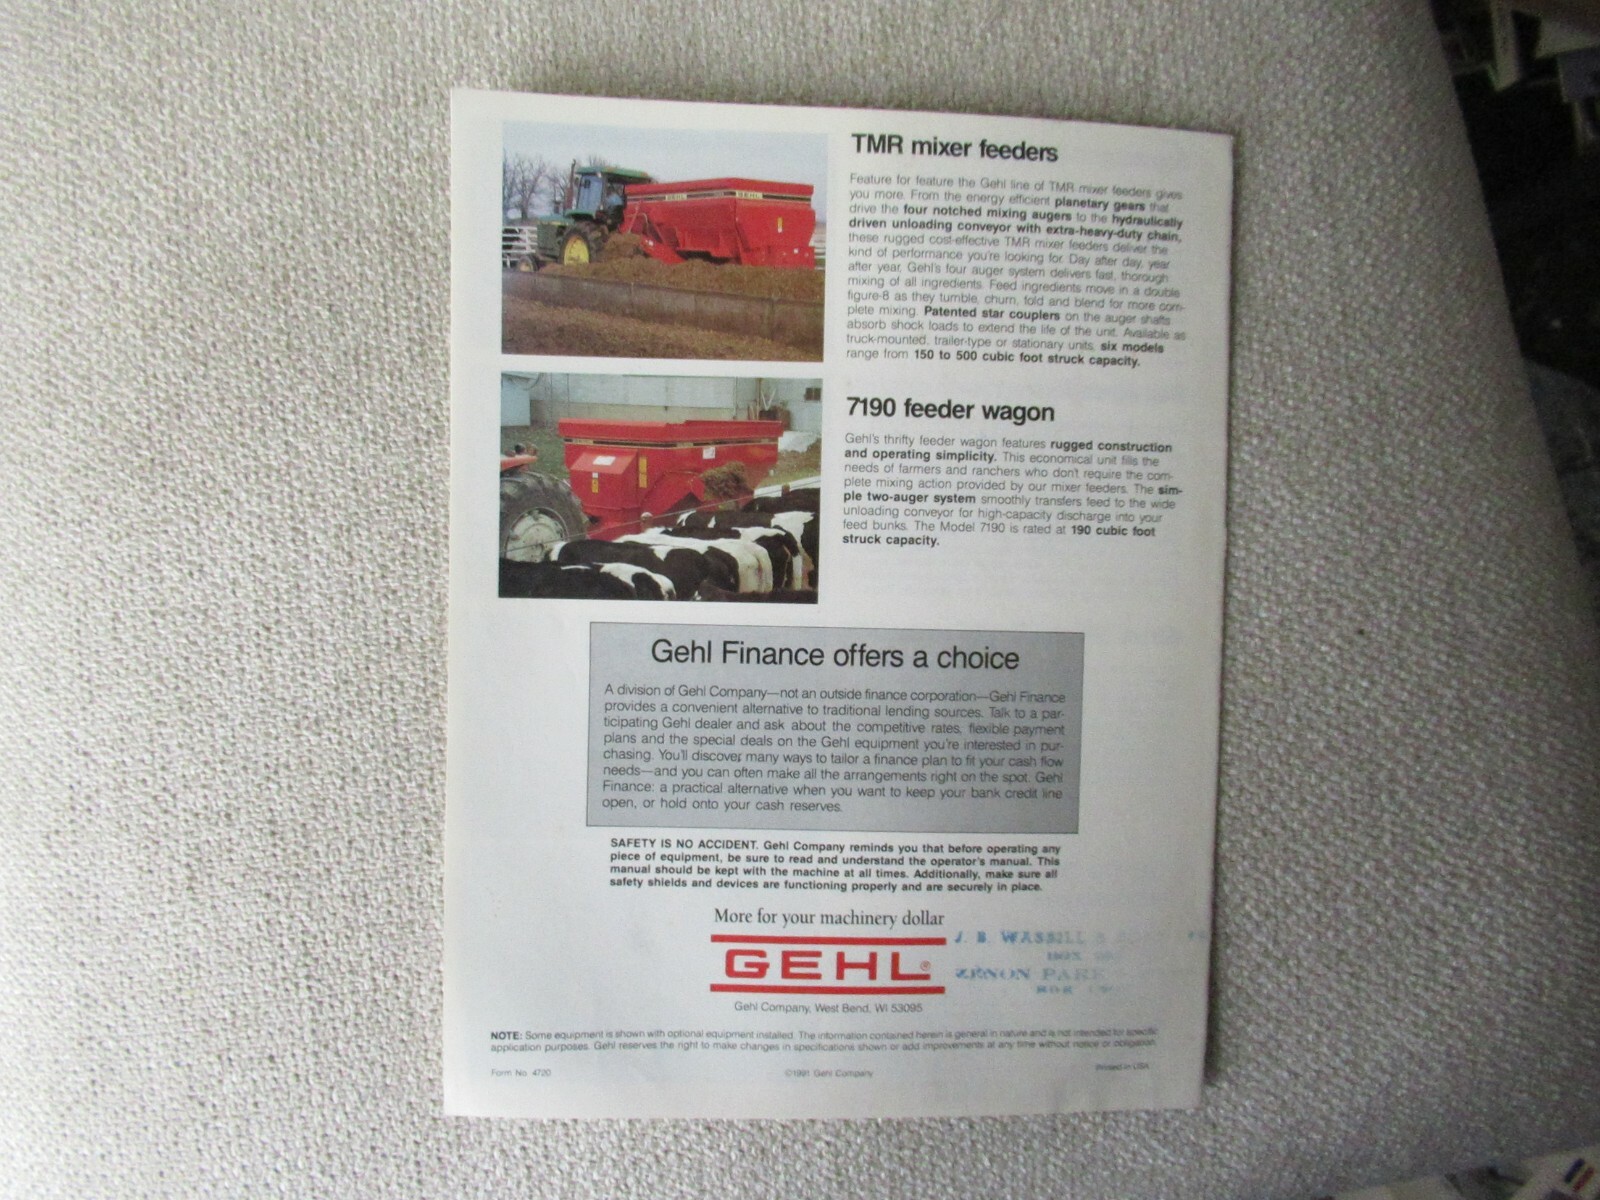 TMR mixer feeders
Feature for feature the Gehl line of TMR mixer feeders gives
you more. From the energy efficient planetary gears that
drive the four notched mixing augers to the hydraulically
driven unloading conveyor with extra-heavy-duty chain,
these rugged cost-effective TMR mixer feeders deliver the
kind of performance you're looking for. Day after day, year
after year, Gehl's four auger system delivers fast, thorough
mixing of all ingredients. Feed ingredients move in a double
figure-8 as they tumble, churn, fold and blend for more com-
plete mixing. Patented star couplers on the auger shafts
absorb shock loads to extend the life of the unit. Available as
truck-mounted, trailer-type or stationary units, six models
range from 150 to 500 cubic foot struck capacity.
GEHL
GEHL
7190 feeder wagon
Gehl's thrifty feeder wagon features rugged construction
and operating simplicity. This economical unit fills the
needs of farmers and ranchers who don't require the com-
plete mixing action provided by our mixer feeders. The sim-
ple two-auger system smoothly transfers feed to the wide
unloading conveyor for high-capacity discharge into your
feed bunks. The Model 7190 is rated at 190 cubic foot
struck capacity.
Gehl Finance offers a choice
A division of Gehl Company—not an outside finance corporation—Gehl Finance
provides a convenient alternative to traditional lending sources. Talk to a par-
ticipating Gehl dealer and ask about the competitive rates, flexible payment
plans and the special deals on the Gehl equipment you're interested in pur-
chasing. You'll discover many ways to tailor a finance plan to fit your cash flow
needs—and you can often make all the arrangements right on the spot. Gehl
Finance: a practical alternative when you want to keep your bank credit line
open, or hold onto your cash reserves.
SAFETY IS NO ACCIDENT. Gehl Company reminds you that before operating any
piece of equipment, be sure to read and understand the operator's manual. This
manual should be kept with the machine at all times. Additionally, make sure all
safety shields and devices are functioning properly and are securely in place.
More for your machinery dollar
GEHL®
J. B. WASSILL &
BOX
ZENON PARK
Gehl Company, West Bend, WI 53095
NOTE: Some equipment is shown with optional equipment installed. The information contained herein is general in nature and is not intended for specific
application purposes. Gehl reserves the right to make changes in specifications shown or add improvements at any time without notice or obligation.
Form No. 4720
©1991 Gehl Company
Printed in USA